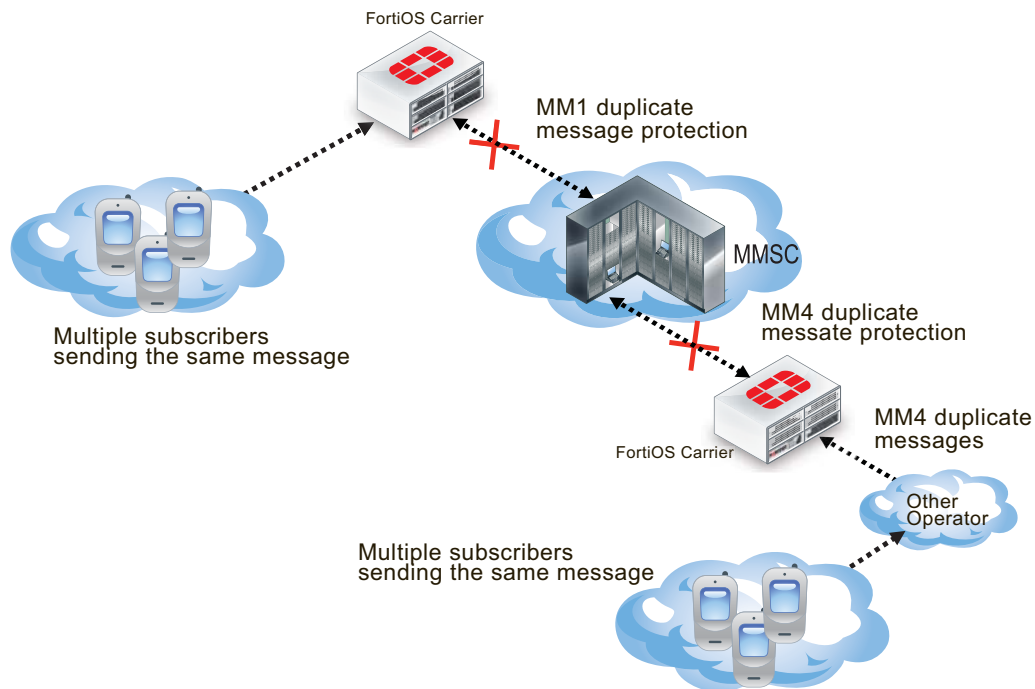 FortiOS Carrier
MM1 duplicate
message protection
MMSC
Multiple subscribers
sending the same message
MM4 duplicate
messate protection
MM4 duplicate
messages
FortiOS Carrier
Other
Operator
Multiple subscribers
sending the same message